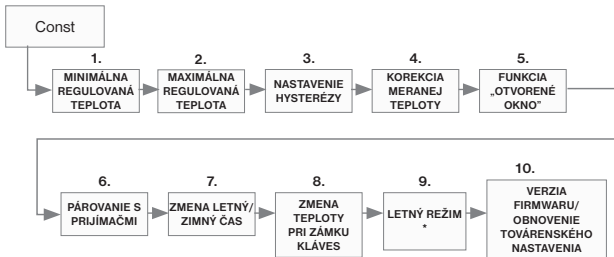 Const
1.
MINIMÁLNA
REGULOVANÁ
TEPLOTA
2.
MAXIMÁLNA
REGULOVANÁ
TEPLOTA
3.
NASTAVENIE
HYSTERÉZY
4.
KOREKCIA
MERANEJ
TEPLOTY
5.
FUNKCIA
„OTVORENÉ
OKNO”
6.
PÁROVANIE S
PRIJÍMAČMI
7.
ZMENA LETNÝ/
ZIMNÝ ČAS
8.
ZMENA
TEPLOTY
PRI ZÁMKU
KLÁVES
9.
LETNÝ REŽIM
*
10.
VERZIA
FIRMWARU/
OBNOVENIE
TOVÁRENSKÉHO
NASTAVENIA